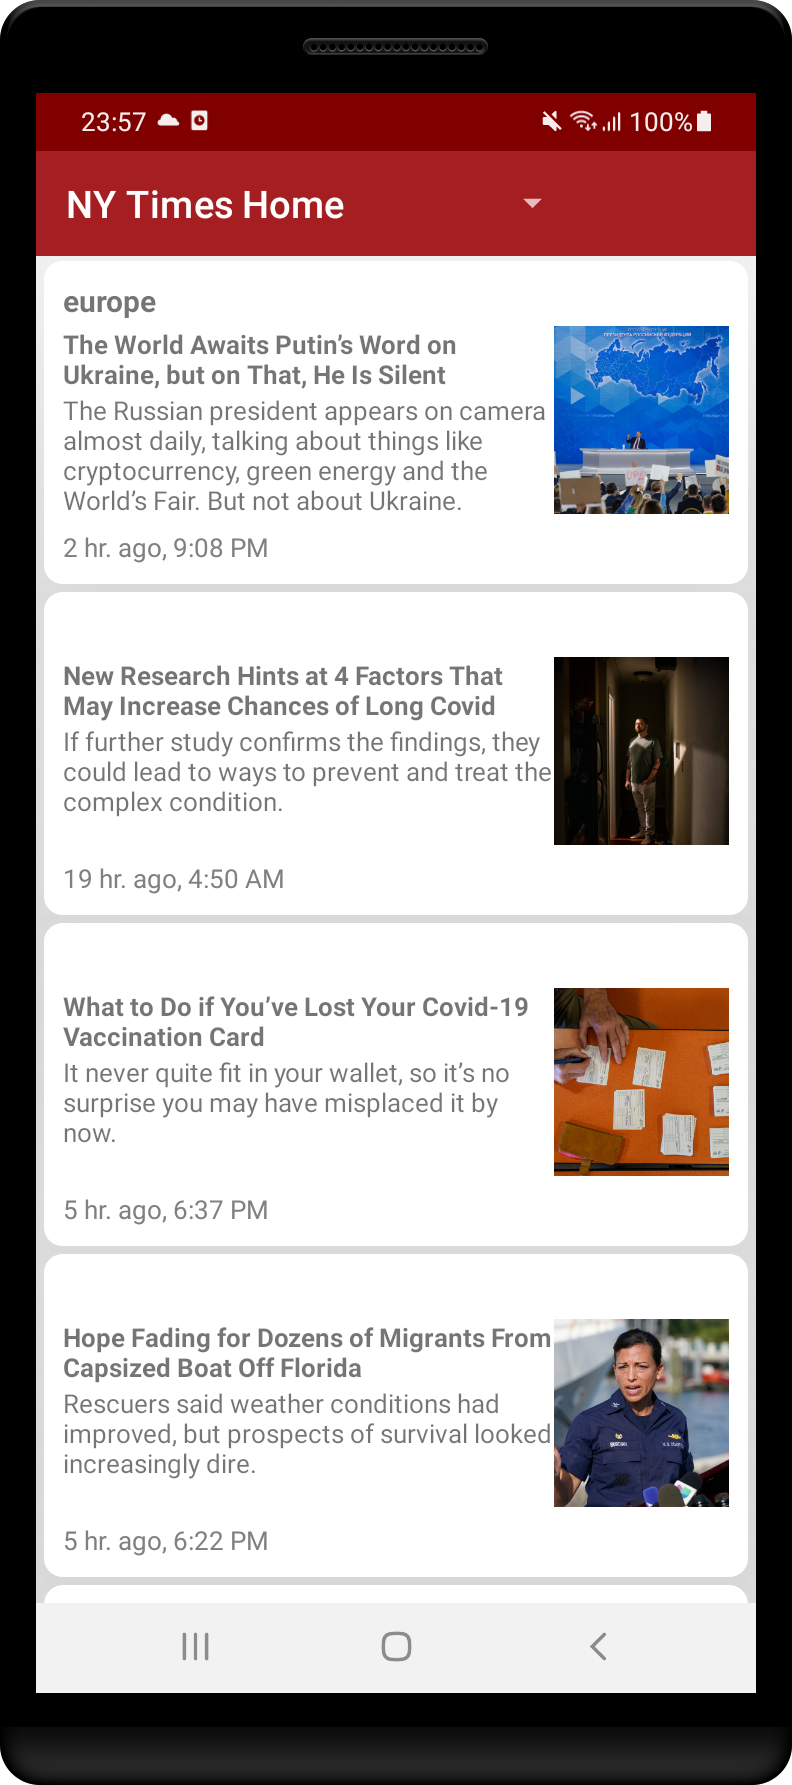 23:57
100%
NY Times Home
europe
The World Awaits Putin’s Word on
Ukraine, but on That, He Is Silent
The Russian president appears on camera
almost daily, talking about things like
cryptocurrency, green energy and the
World’s Fair. But not about Ukraine.
2 hr. ago, 9:08 PM
New Research Hints at 4 Factors That
May Increase Chances of Long Covid
If further study confirms the findings, they
could lead to ways to prevent and treat the
complex condition.
19 hr. ago, 4:50 AM
What to Do if You’ve Lost Your Covid-19
Vaccination Card
It never quite fit in your wallet, so it’s no
surprise you may have misplaced it by
now.
5 hr. ago, 6:37 PM
Hope Fading for Dozens of Migrants From
Capsized Boat Off Florida
Rescuers said weather conditions had
improved, but prospects of survival looked
increasingly dire.
5 hr. ago, 6:22 PM